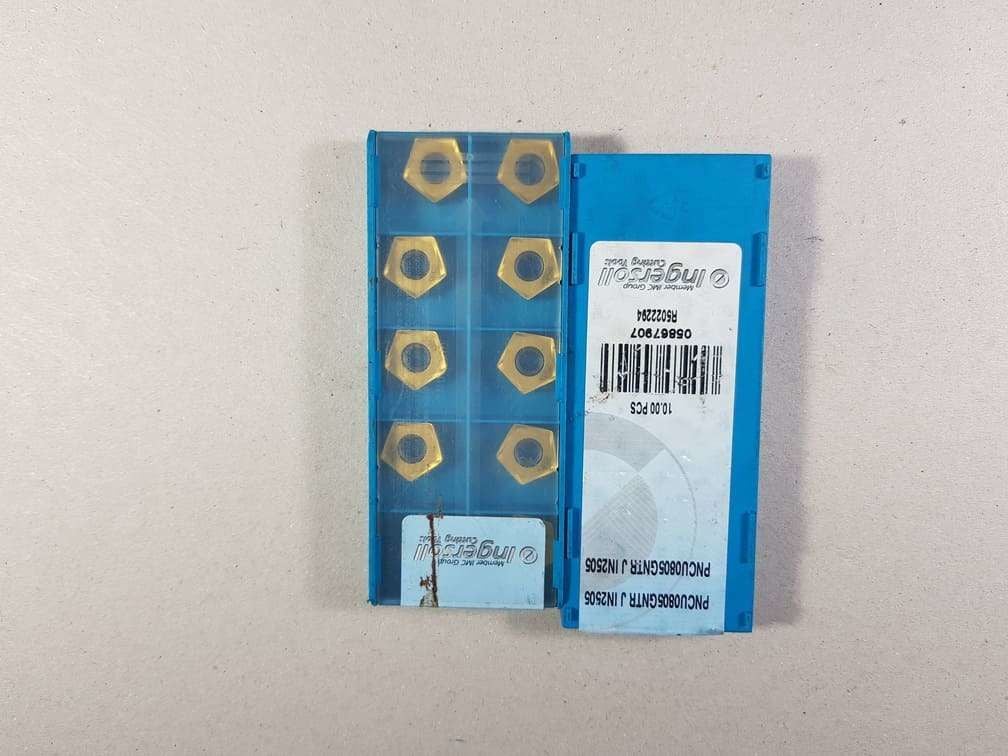 PNCU0805GNTR J IN2505
PNCU0805GNTR J IN2505
10.00 PCS
05867907
R5022294
Member IMC Group
Ingersoll
Cutting Tools
Member IMC Group
Ingersoll
Cutting Tools